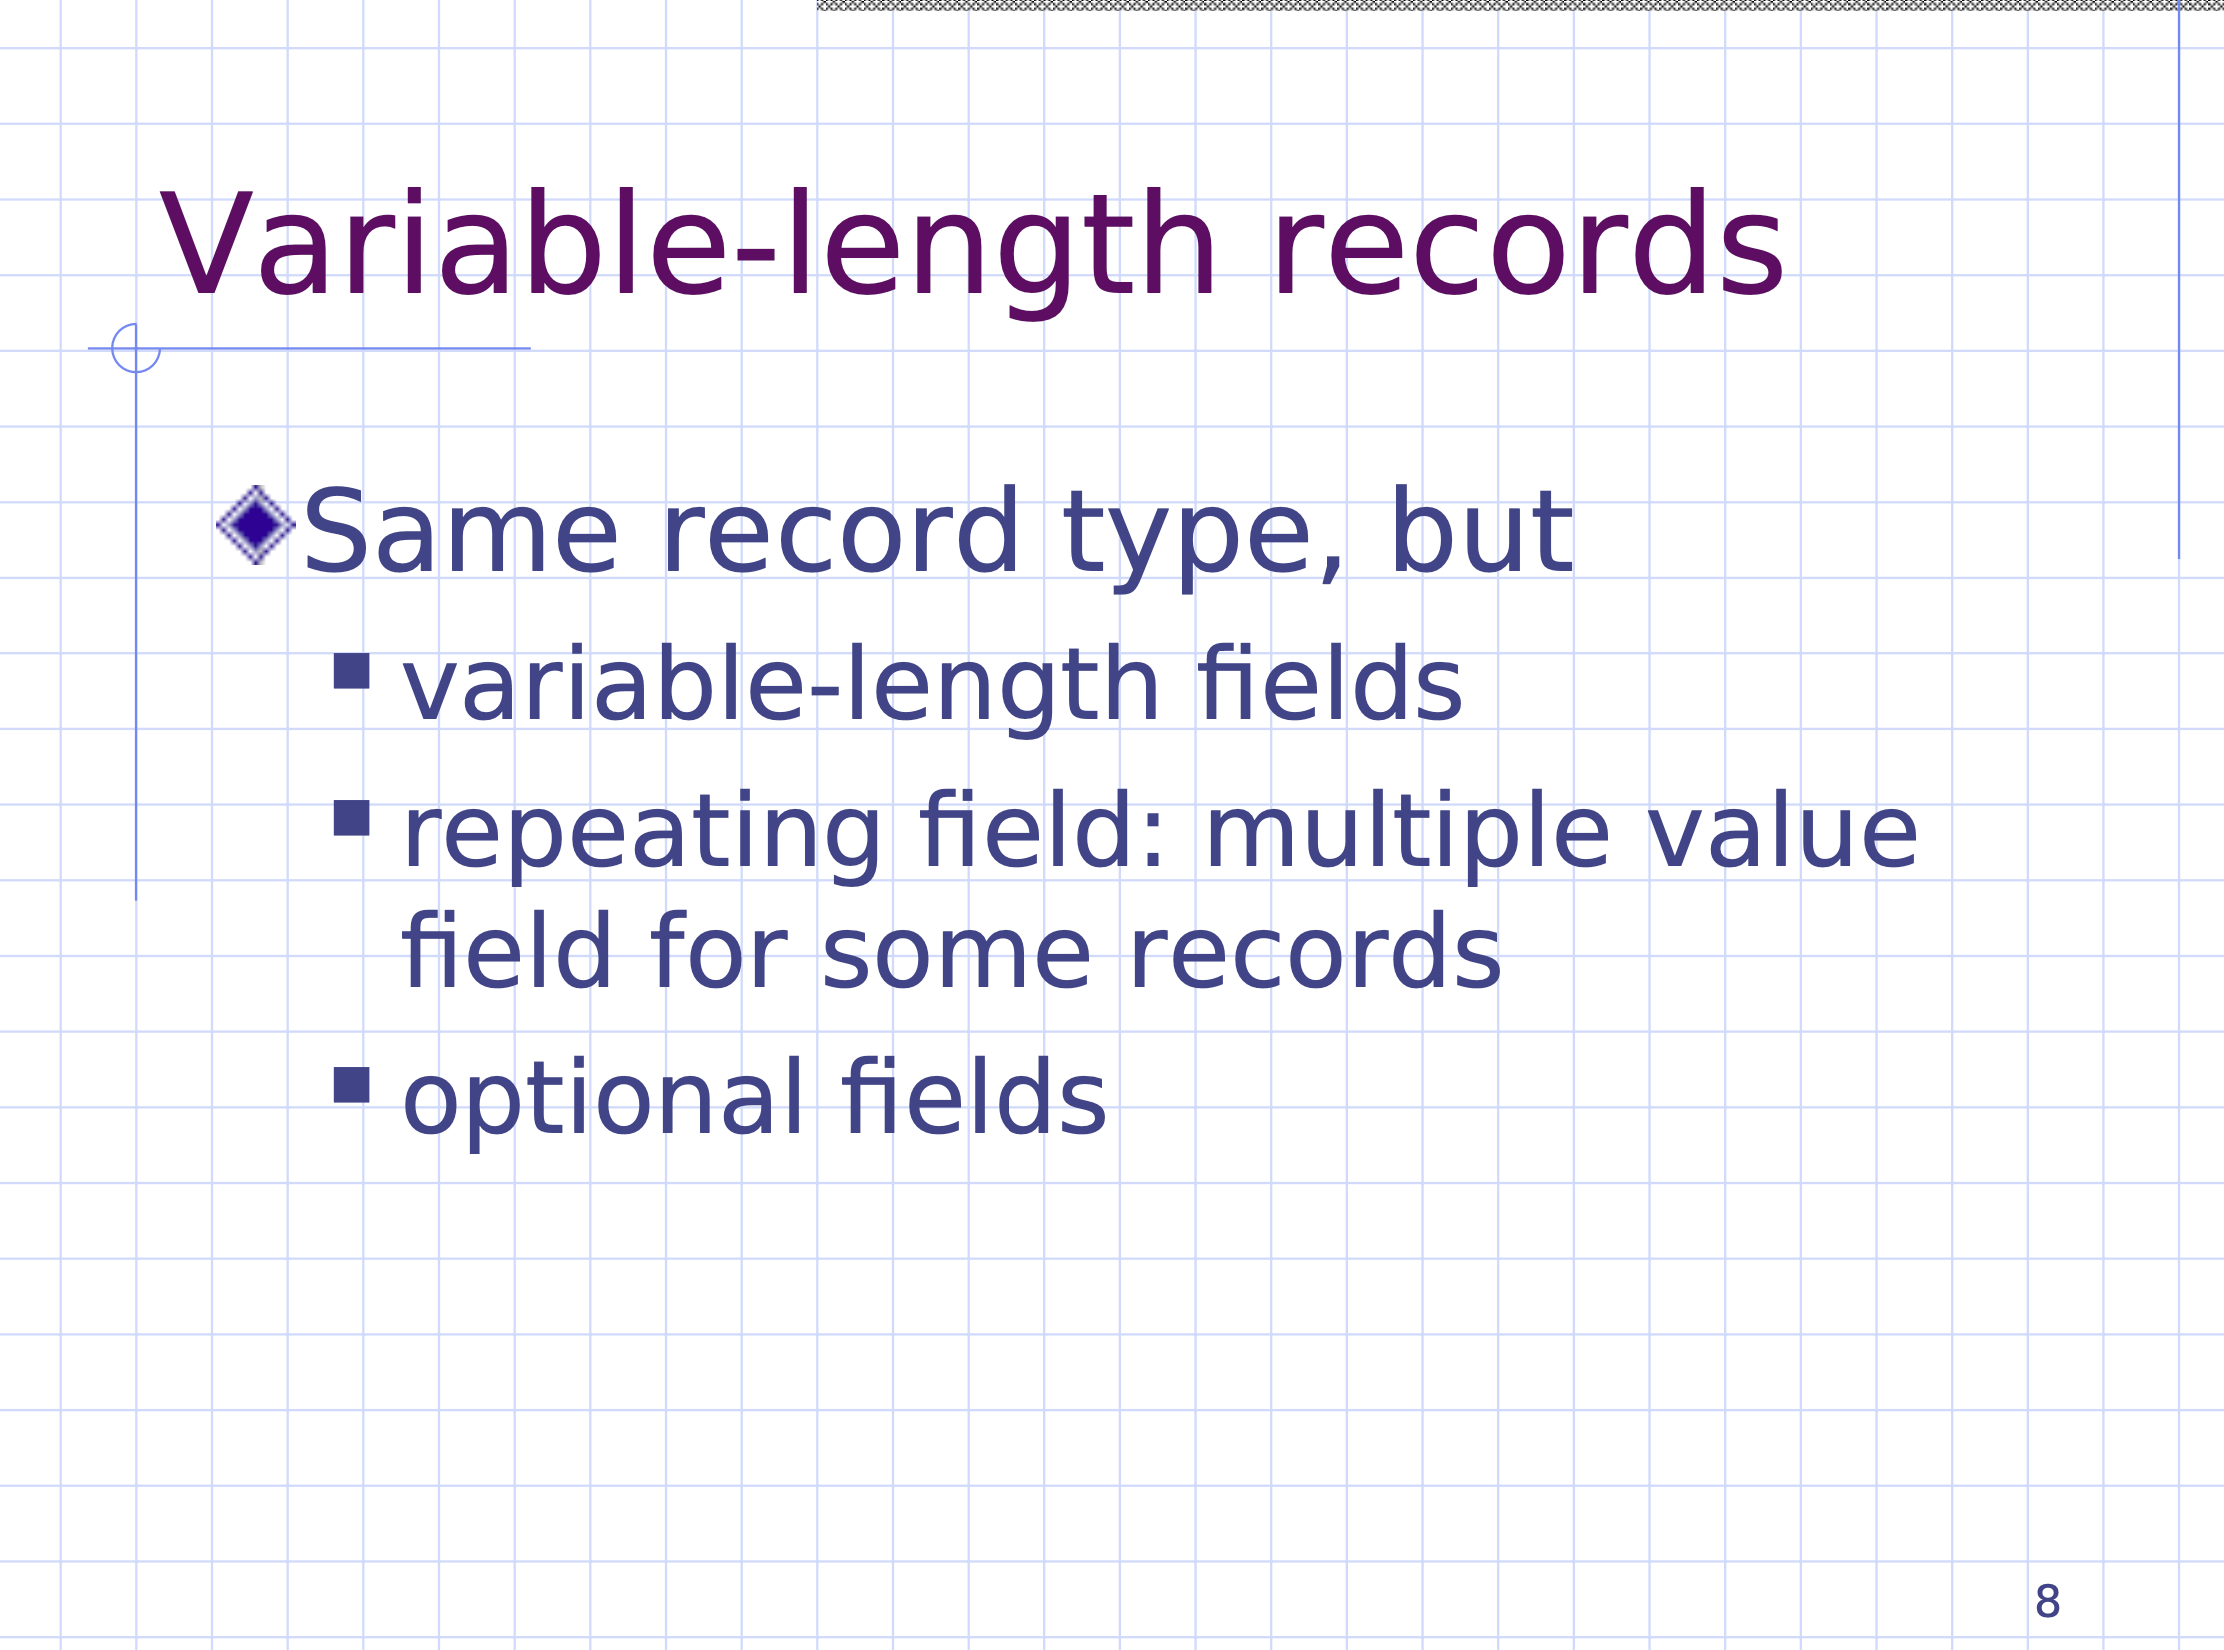 Variable-length records
Same record type, but
variable-length fields
repeating field: multiple value
field for some records
optional fields
8